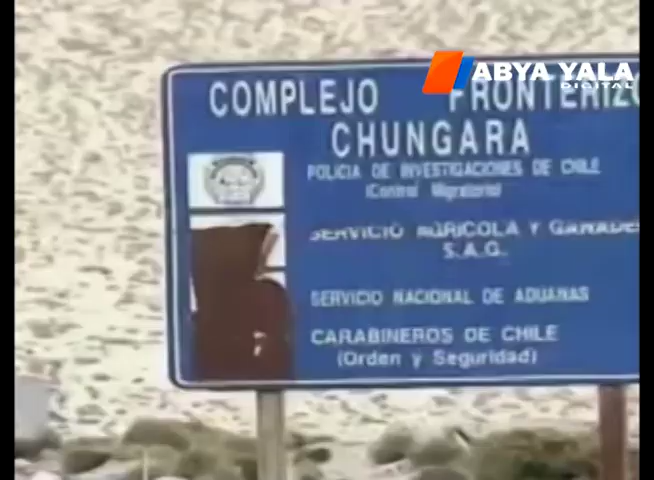 ABYA YALA
DIGITAL
COMPLEJO FRONTERIZO
CHUNGARA
POLICIA DE INVESTIGACIONES DE CHILE
(Control Migratorio)
SERVICIO AGRICOLA Y GANADE
S.A.G.
SERVICIO NACIONAL DE ADUANAS
CARABINEROS DE CHILE
(Orden y Seguridad)